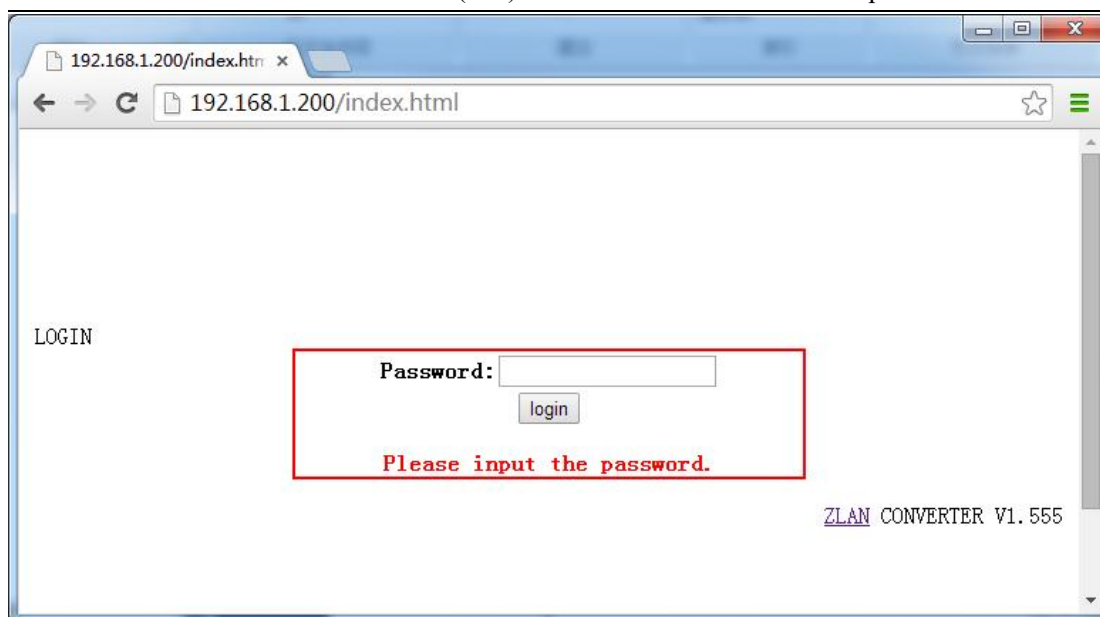 192.168.1.200/index.htm
192.168.1.200/index.html
LOGIN
Password:
login
Please input the password.
ZLAN CONVERTER V1.555